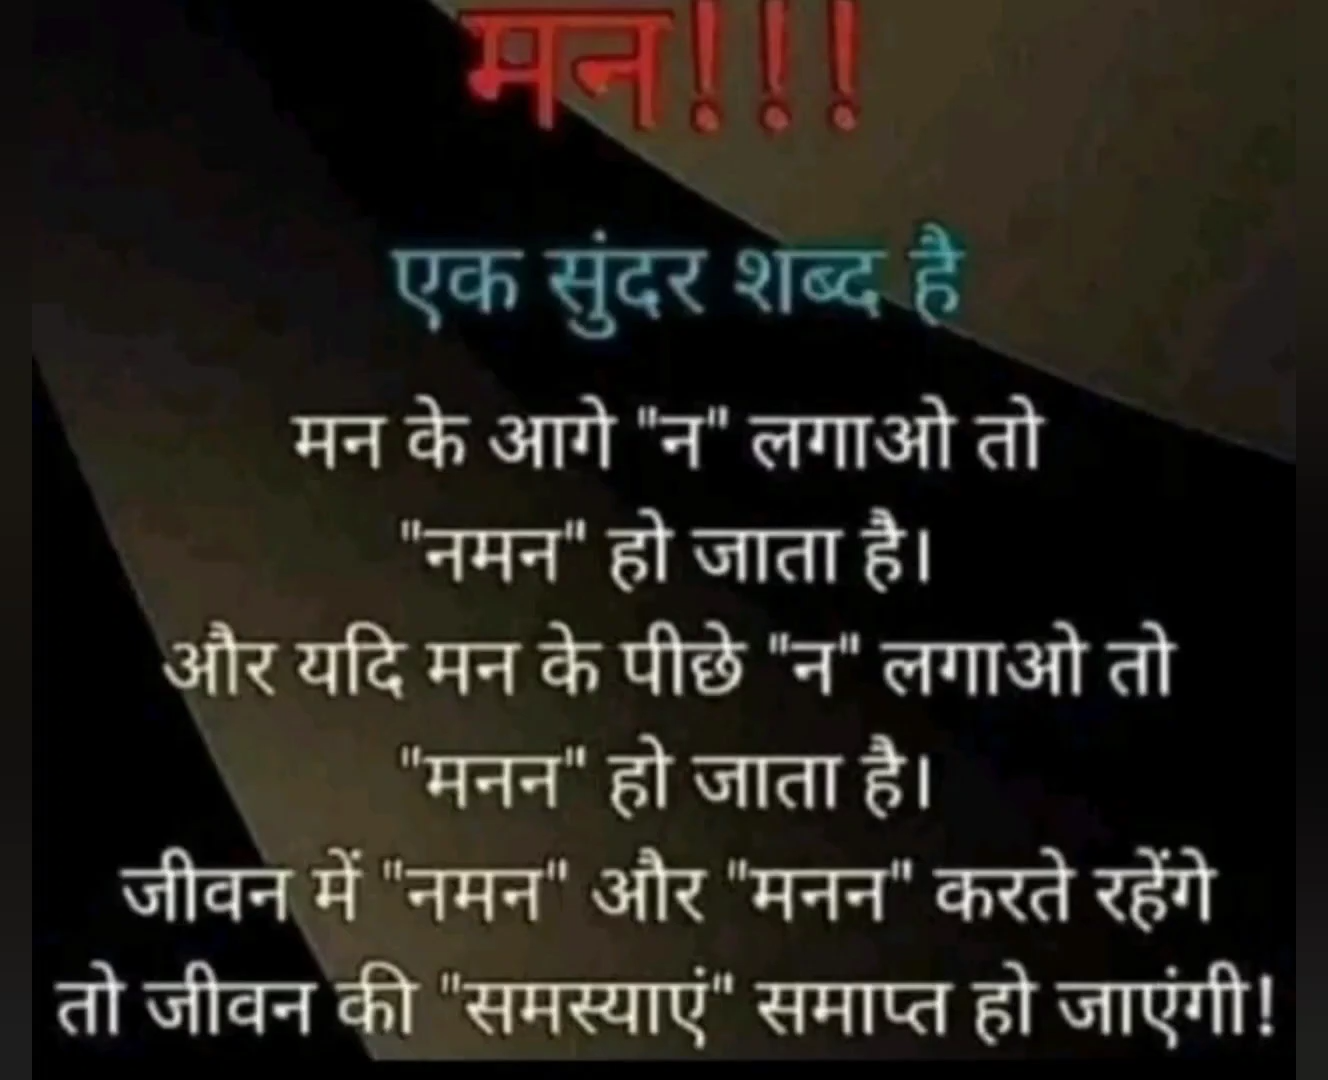 मन!!!
एक सुंदर शब्द है
मन के आगे "न" लगाओ तो
"नमन" हो जाता है।
और यदि मन के पीछे "न" लगाओ तो
"मनन" हो जाता है।
जीवन में "नमन" और "मनन" करते रहेंगे
तो जीवन की "समस्याएं" समाप्त हो जाएंगी!